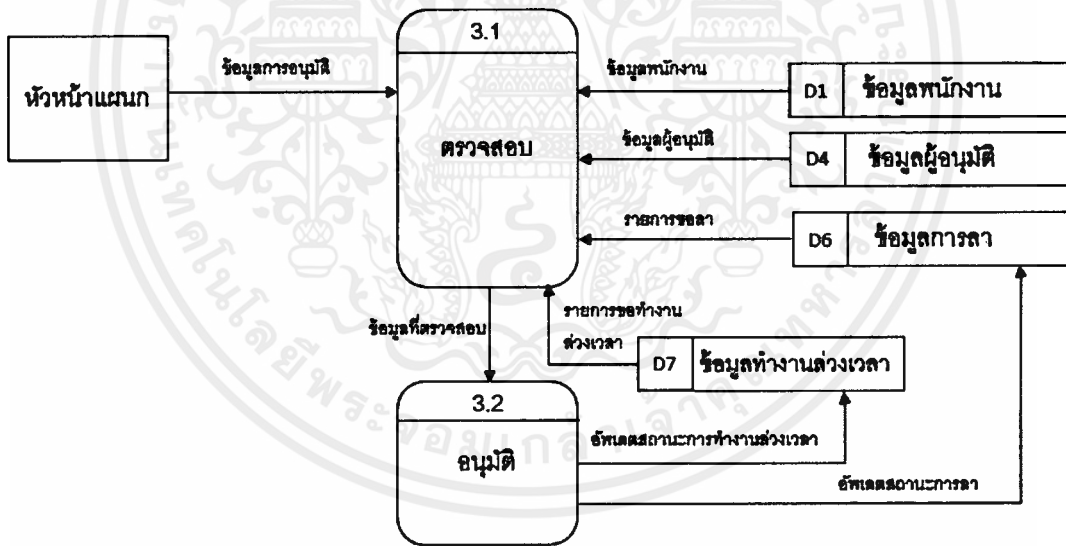 3.1
หัวหน้าแผนก
ข้อมูลการอนุมัติ
ตรวจสอบ
ข้อมูลพนักงาน
D1 ข้อมูลพนักงาน
ข้อมูลผู้อนุมัติ
D4 ข้อมูลผู้อนุมัติ
รายการขอลา
D6 ข้อมูลการลา
ข้อมูลที่ตรวจสอบ
รายการขอทำงาน
ล่วงเวลา
D7 ข้อมูลทำงานล่วงเวลา
3.2
อนุมัติ
อัพเดตสถานะการทำงานล่วงเวลา
อัพเดตสถานะการลา